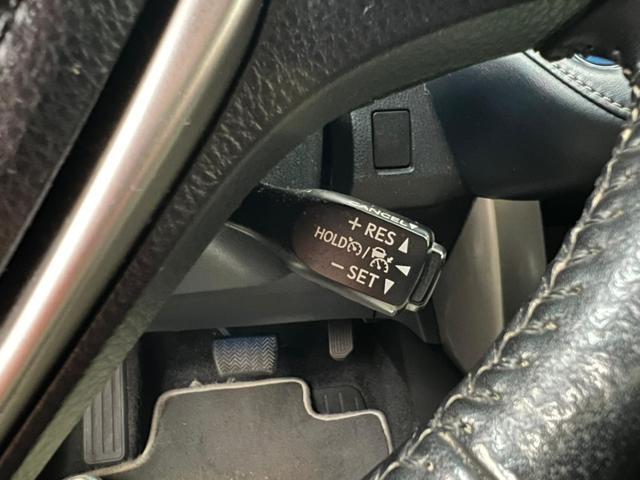 CANCEL▼
+ RES▲
HOLD /
− SET▼